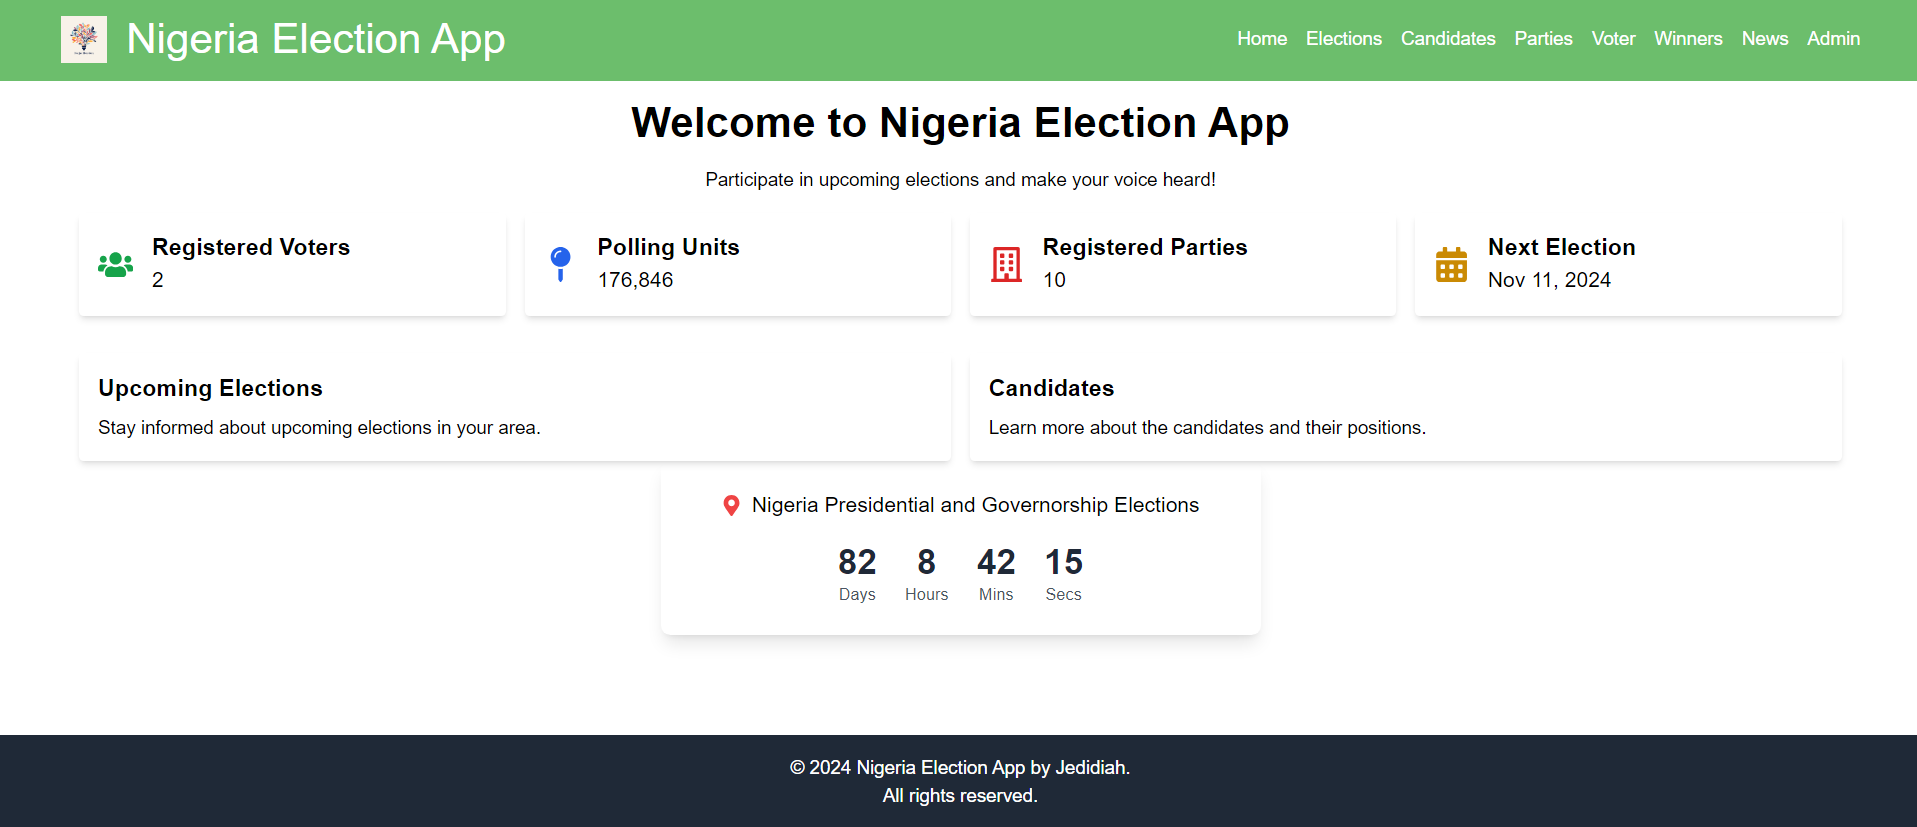 Nigeria Election App
Home Elections Candidates Parties Voter Winners News Admin
Welcome to Nigeria Election App
Participate in upcoming elections and make your voice heard!
Registered Voters
2
Polling Units
176,846
Registered Parties
10
Next Election
Nov 11, 2024
Upcoming Elections
Stay informed about upcoming elections in your area.
Candidates
Learn more about the candidates and their positions.
Nigeria Presidential and Governorship Elections
82 8 42 15
Days Hours Mins Secs
© 2024 Nigeria Election App by Jedidiah.
All rights reserved.